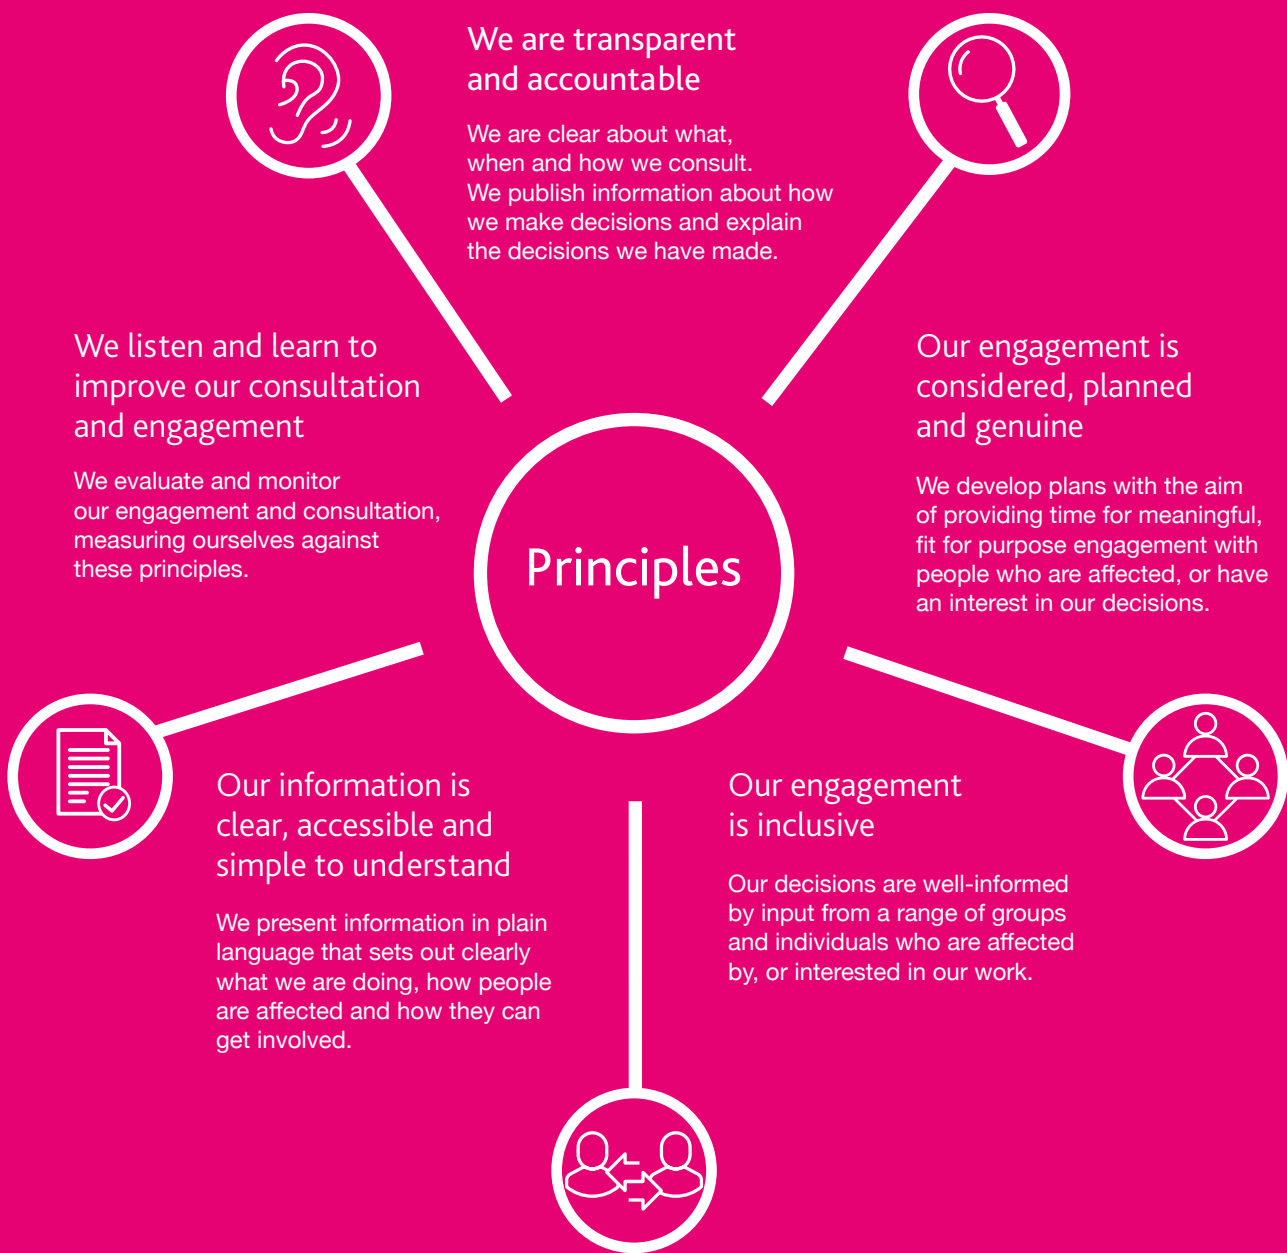 We are transparent
and accountable
We are clear about what,
when and how we consult.
We publish information about how
we make decisions and explain
the decisions we have made.
We listen and learn to
improve our consultation
and engagement
We evaluate and monitor
our engagement and consultation,
measuring ourselves against
these principles.
Our engagement is
considered, planned
and genuine
We develop plans with the aim
of providing time for meaningful,
fit for purpose engagement with
people who are affected, or have
an interest in our decisions.
Principles
Our information is
clear, accessible and
simple to understand
We present information in plain
language that sets out clearly
what we are doing, how people
are affected and how they can
get involved.
Our engagement
is inclusive
Our decisions are well-informed
by input from a range of groups
and individuals who are affected
by, or interested in our work.